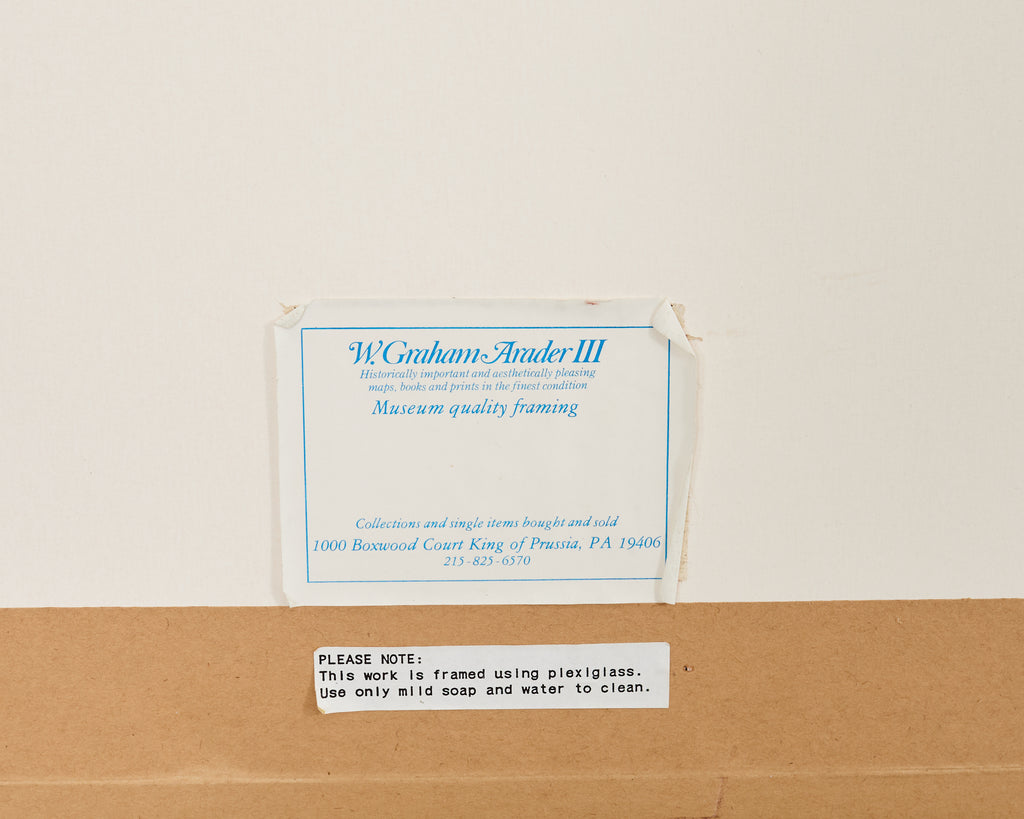 W. Graham Arader III
Historically important and aesthetically pleasing
maps, books and prints in the finest condition
Museum quality framing
Collections and single items bought and sold
1000 Boxwood Court King of Prussia, PA 19406
215-825-6570
PLEASE NOTE:
This work is framed using plexiglass.
Use only mild soap and water to clean.